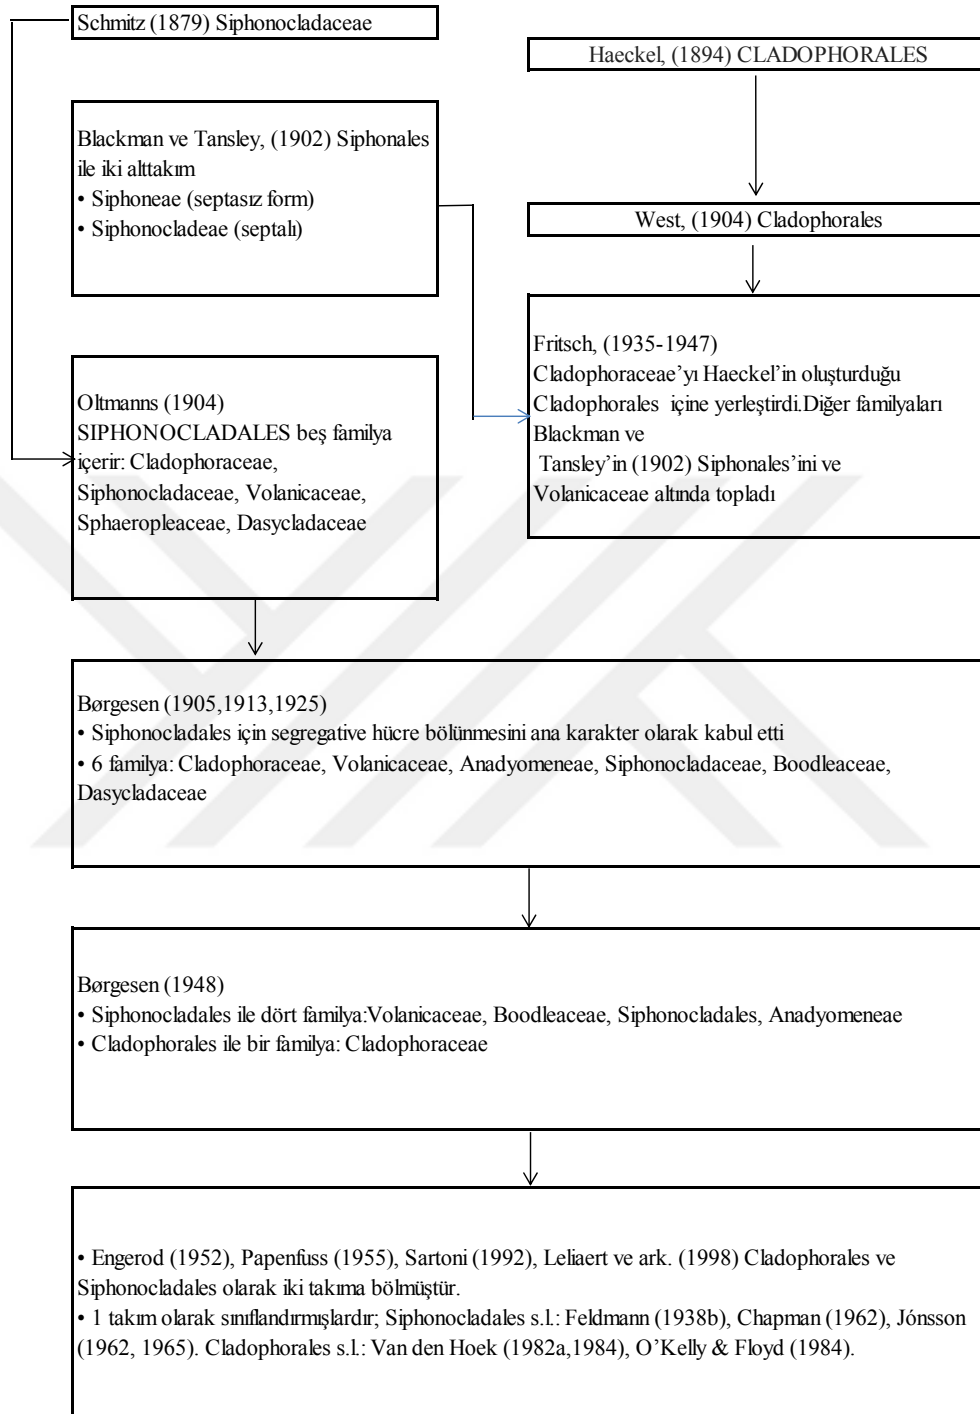 Schmitz (1879) Siphonocladaceae
Haeckel, (1894) CLADOPHORALES
Blackman ve Tansley, (1902) Siphonales
ile iki alttakım
• Siphoneae (septasız form)
• Siphonocladeae (septalı)
West, (1904) Cladophorales
Fritsch, (1935-1947)
Cladophoraceae’yı Haeckel’in oluşturduğu
Cladophorales içine yerleştirdi.Diğer familyaları
Blackman ve
Tansley’in (1902) Siphonales’ini ve
Volanicaceae altında topladı
Oltmanns (1904)
SIPHONOCLADALES beş familya
içerir: Cladophoraceae,
Siphonocladaceae, Volanicaceae,
Sphaeropleaceae, Dasycladaceae
Børgesen (1905,1913,1925)
• Siphonocladales için segregative hücre bölünmesini ana karakter olarak kabul etti
• 6 familya: Cladophoraceae, Volanicaceae, Anadyomeneae, Siphonocladaceae, Boodleaceae,
Dasycladaceae
Børgesen (1948)
• Siphonocladales ile dört familya:Volanicaceae, Boodleaceae, Siphonocladales, Anadyomeneae
• Cladophorales ile bir familya: Cladophoraceae
• Engerod (1952), Papenfuss (1955), Sartoni (1992), Leliaert ve ark. (1998) Cladophorales ve
Siphonocladales olarak iki takıma bölmüştür.
• 1 takım olarak sınıflandırmışlardır; Siphonocladales s.l.: Feldmann (1938b), Chapman (1962), Jónsson
(1962, 1965). Cladophorales s.l.: Van den Hoek (1982a,1984), O’Kelly & Floyd (1984).